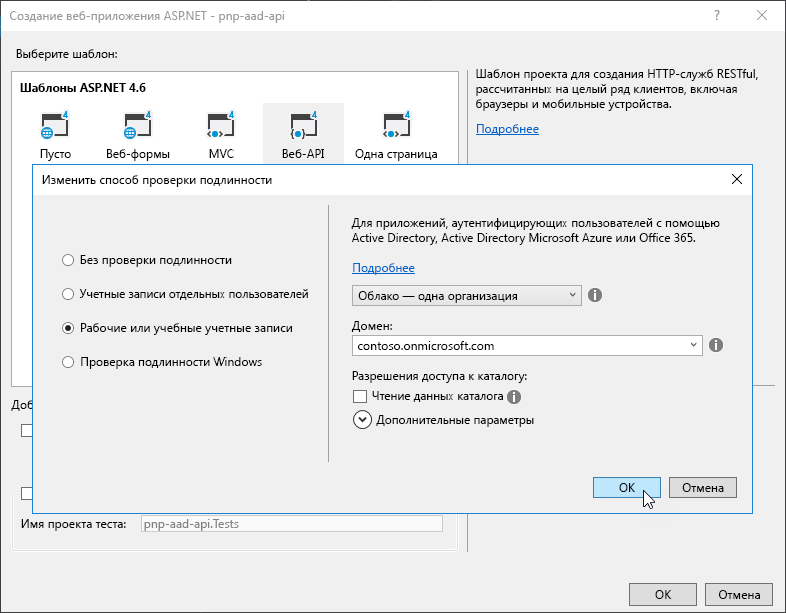 Создание веб-приложения ASP.NET - pnp-aad-api
Выберите шаблон:
Шаблоны ASP.NET 4.6
Пусто
Веб-формы
MVC
Веб-API
Одна страница
Шаблон проекта для создания HTTP-служб RESTful,
рассчитанных на целый ряд клиентов, включая
браузеры и мобильные устройства.
Подробнее
Изменить способ проверки подлинности
Без проверки подлинности
Учетные записи отдельных пользователей
Рабочие или учебные учетные записи
Проверка подлинности Windows
Для приложений, аутентифицирующих пользователей с помощью
Active Directory, Active Directory Microsoft Azure или Office 365.
Подробнее
Облако — одна организация
Домен:
contoso.onmicrosoft.com
Разрешения доступа к каталогу:
Чтение данных каталога
Дополнительные параметры
OK
Отмена
Имя проекта теста:
pnp-aad-api.Tests
OK
Отмена